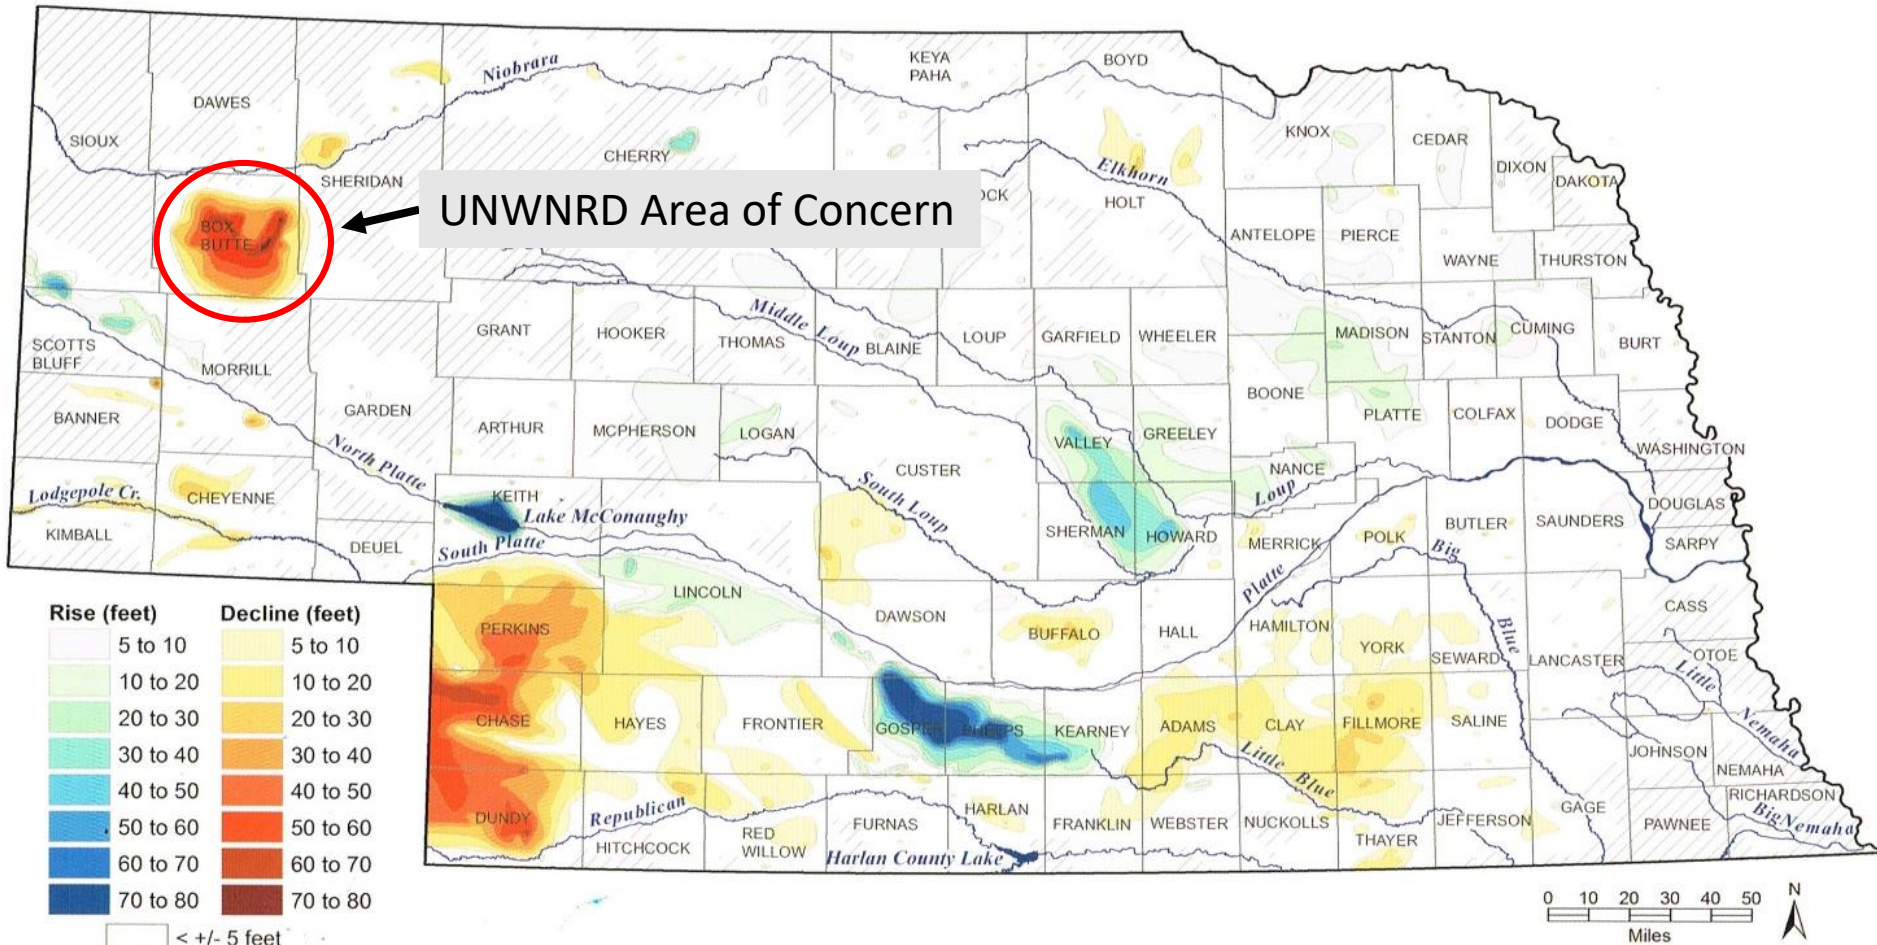 KEYA
PAHA
BOYD
Niobrara
DAWES
SIOUX
CHERRY
KNOX
CEDAR
DIXON
DAKOTA
SHERIDAN
Elkhorn
UNWNRD Area of Concern
OCK
HOLT
BOX
BUTTE
ANTELOPE
PIERCE
WAYNE
THURSTON
GRANT
HOOKER
THOMAS
Middle Loup
BLAINE
LOUP
GARFIELD
WHEELER
MADISON
STANTON
CUMING
BURT
SCOTTS
BLUFF
MORRILL
BANNER
GARDEN
ARTHUR
MCPHERSON
LOGAN
CUSTER
VALLEY
GREELEY
BOONE
PLATTE
COLFAX
DODGE
WASHINGTON
North Platte
Lodgepole Cr.
CHEYENNE
KEITH
Lake McConaughy
South Loup
NANCE
Loup
DOUGLAS
KIMBALL
DEUEL
South Platte
SHERMAN
HOWARD
MERRICK
POLK
BUTLER
SAUNDERS
SARPY
Platte
Big Blue
LINCOLN
DAWSON
BUFFALO
HALL
HAMILTON
YORK
SEWARD
LANCASTER
CASS
OTOE
PERKINS
CHASE
HAYES
FRONTIER
GOSPER
PHELPS
KEARNEY
ADAMS
CLAY
FILLMORE
SALINE
Little Nemaha
JOHNSON
NEMAHA
DUNDY
Republican
HITCHCOCK
RED
WILLOW
FURNAS
HARLAN
Harlan County Lake
FRANKLIN
WEBSTER
NUCKOLLS
Little Blue
THAYER
JEFFERSON
GAGE
PAWNEE
RICHARDSON
Big Nemaha
Rise (feet) Decline (feet)
5 to 10 5 to 10
10 to 20 10 to 20
20 to 30 20 to 30
30 to 40 30 to 40
40 to 50 40 to 50
50 to 60 50 to 60
60 to 70 60 to 70
70 to 80 70 to 80
< +/- 5 feet
0 10 20 30 40 50
Miles
N